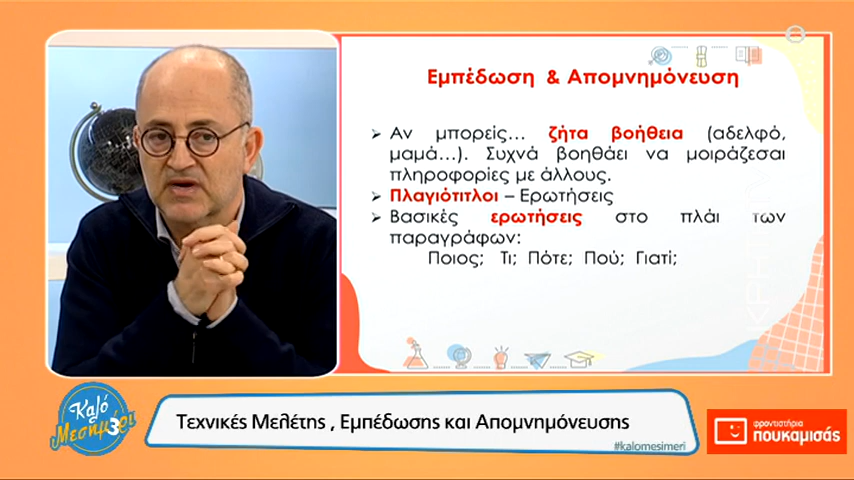 Εμπέδωση & Απομνημόνευση
➢ Αν μπορείς... ζήτα βοήθεια (αδελφό,
μαμά...). Συχνά βοηθάει να μοιράζεσαι
πληροφορίες με άλλους.
➢ Πλαγιότιτλοι – Ερωτήσεις
➢ Βασικές ερωτήσεις στο πλάι των
παραγράφων:
Ποιος; Τι; Πότε; Πού; Γιατί;
Καλό
Μεσημέρι
3
Τεχνικές Μελέτης , Εμπέδωσης και Απομνημόνευσης
#kalomesimeri
φροντιστήρια
πουκαμισάς